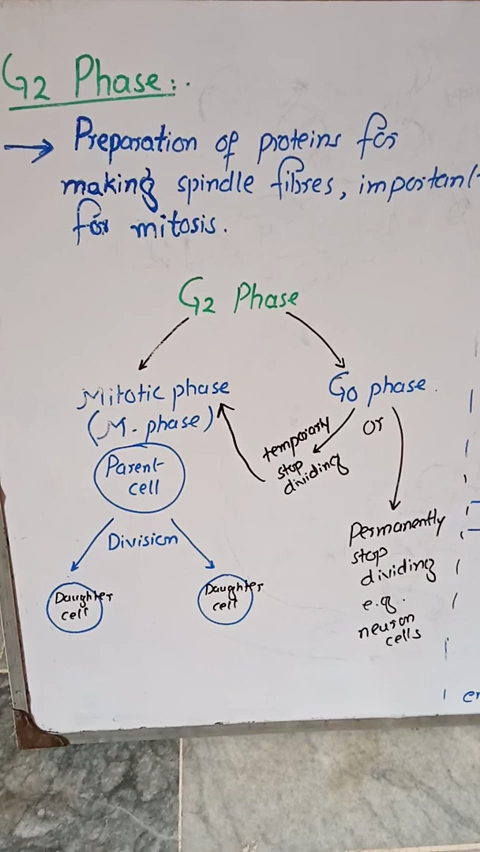 G2 Phase:.
→ Preparation of proteins for
making spindle fibres, important
for mitosis.
G2 Phase
Mitotic phase
(M-phase)
Go phase.
or
temporarly
stop
dividing
Parent
cell
Division
Daughter
cell
Daughter
cell
Permanently
stop
dividing
e.g.
neuron
cells